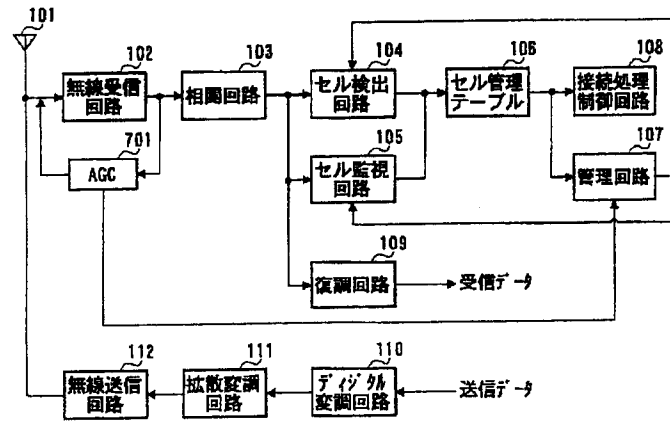 101
102
103
104
106
108
無線受信
回路
相関回路
セル検出
回路
セル管理
テーブル
接続処理
制御回路
701
105
107
AGC
セル監視
回路
管理回路
109
復調回路
受信データ
112
111
110
無線送信
回路
拡散変調
回路
ディジタル
変調回路
送信データ